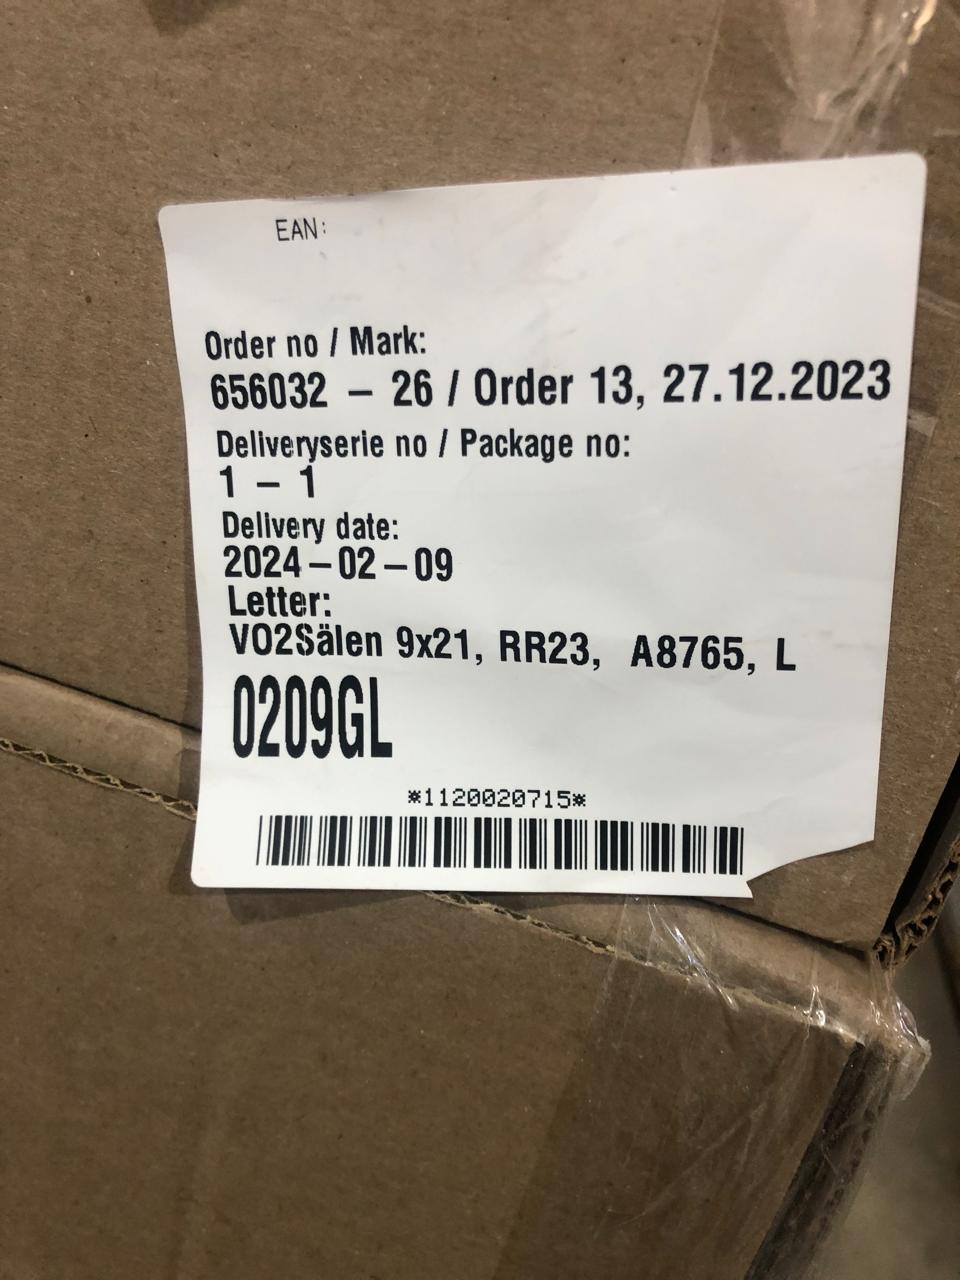 EAN:
Order no / Mark:
656032 – 26 / Order 13, 27.12.2023
Deliveryserie no / Package no:
1 – 1
Delivery date:
2024–02–09
Letter:
VO2Sälen 9x21, RR23, A8765, L
0209GL
*1120020715*